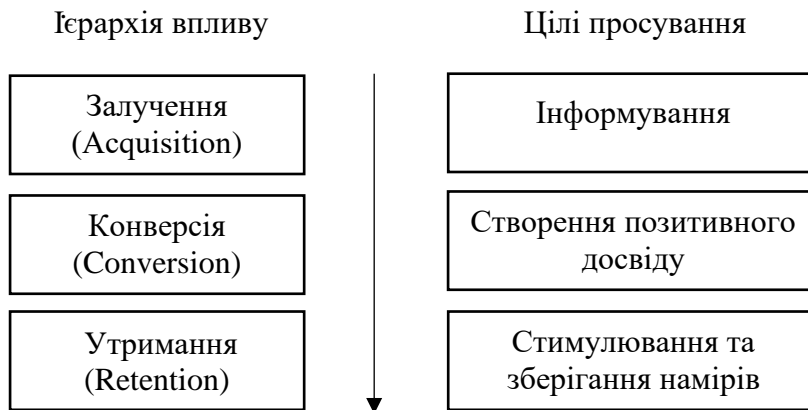 Ієрархія впливу
Цілі просування
Залучення
(Acquisition)
Інформування
Конверсія
(Conversion)
Створення позитивного
досвіду
Утримання
(Retention)
Стимулювання та
зберігання намірів